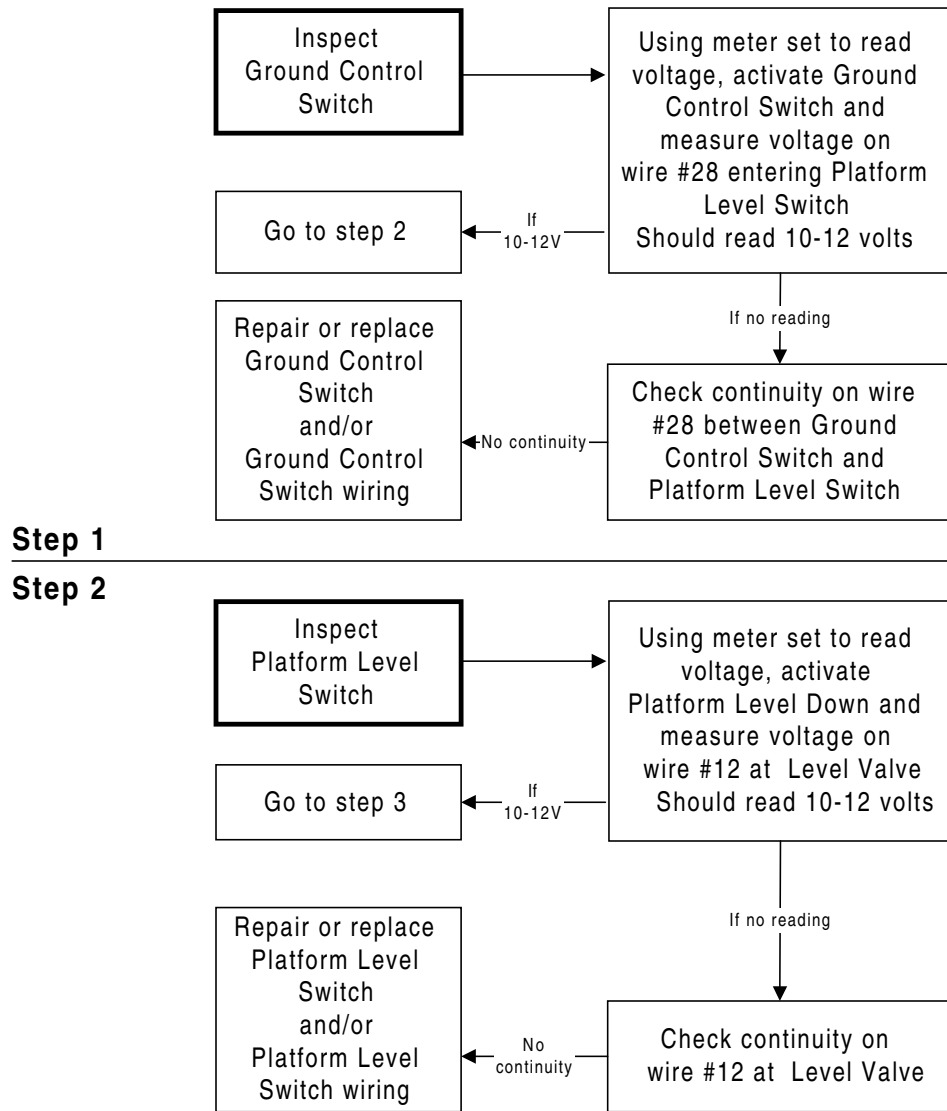 Inspect
Ground Control
Switch
Using meter set to read
voltage, activate Ground
Control Switch and
measure voltage on
wire #28 entering Platform
Level Switch
Should read 10-12 volts
If
10-12V
Go to step 2
If no reading
Check continuity on wire
#28 between Ground
Control Switch and
Platform Level Switch
No continuity
Repair or replace
Ground Control
Switch
and/or
Ground Control
Switch wiring
Step 1
Step 2
Inspect
Platform Level
Switch
Using meter set to read
voltage, activate
Platform Level Down and
measure voltage on
wire #12 at Level Valve
Should read 10-12 volts
If
10-12V
Go to step 3
If no reading
Check continuity on
wire #12 at Level Valve
No
continuity
Repair or replace
Platform Level
Switch
and/or
Platform Level
Switch wiring